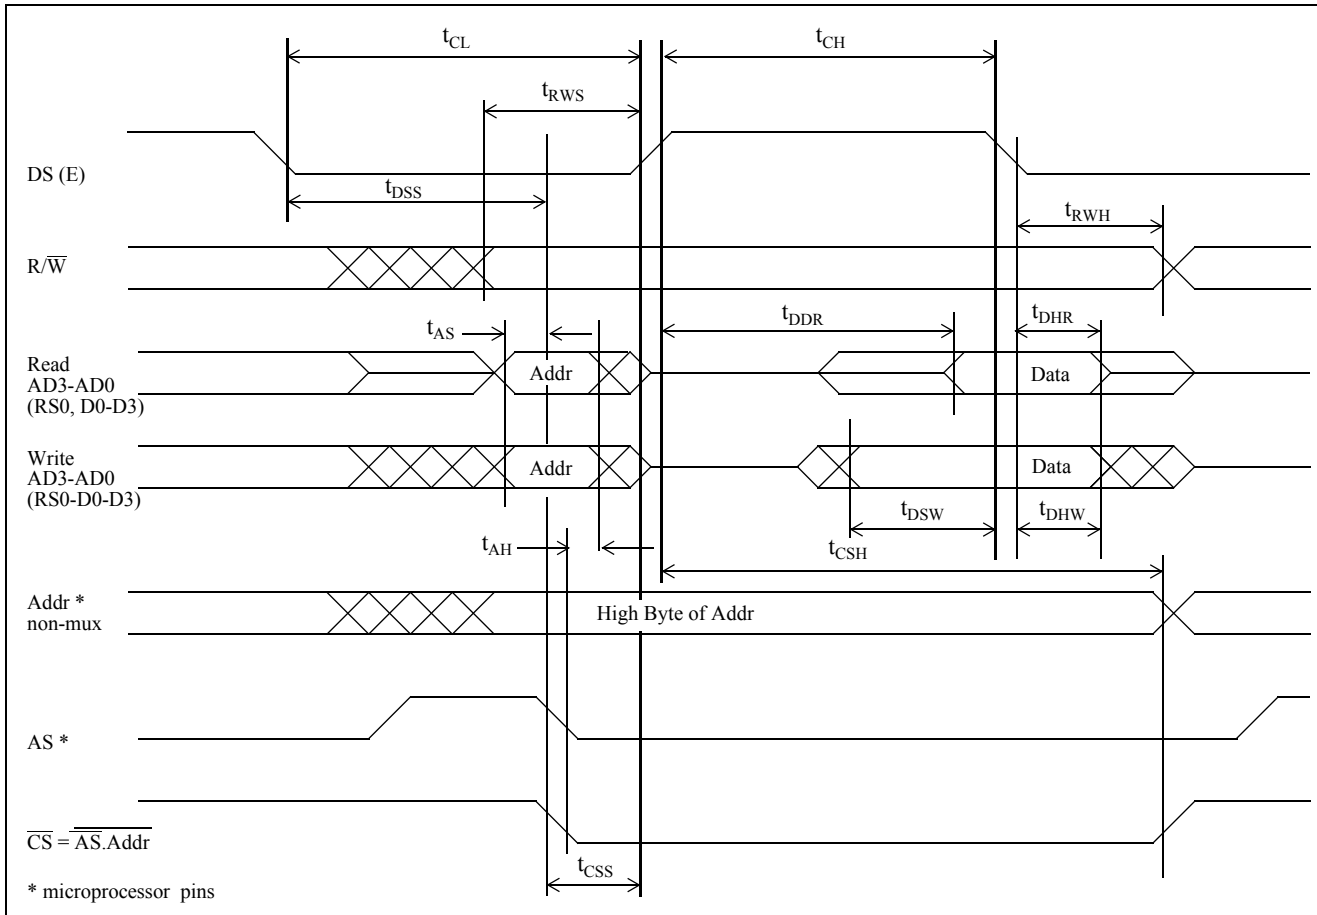 tCL
tCH
tRWS
DS (E)
tDSS
tRWH
R/W̅
tDDR
tAS
tDHR
Read
AD3-AD0
(RS0, D0-D3)
Addr
Data
Write
AD3-AD0
(RS0-D0-D3)
Addr
Data
tDSW
tDHW
tAH
tCSH
Addr *
non-mux
High Byte of Addr
AS *
C̅S̅ = A̅S̅.Addr
tCSS
* microprocessor pins